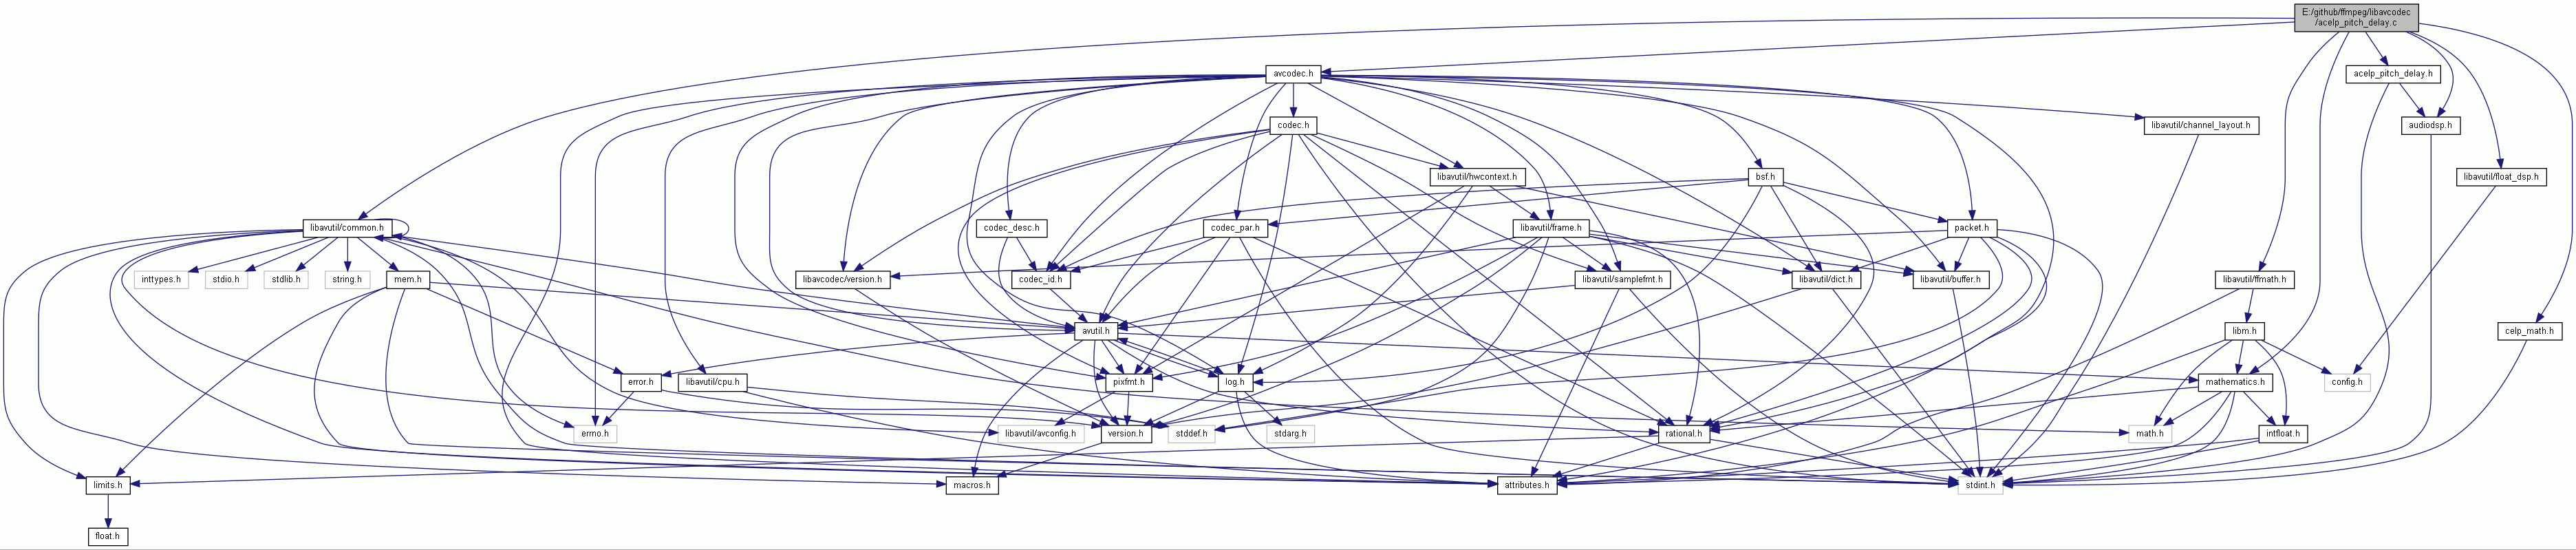 E:/github/ffmpeg/libavcodec
/acelp_pitch_delay.c
avcodec.h
acelp_pitch_delay.h
codec.h
libavutil/channel_layout.h
audiodsp.h
libavutil/hwcontext.h
bsf.h
libavutil/float_dsp.h
libavutil/common.h
codec_desc.h
codec_par.h
libavutil/frame.h
packet.h
inttypes.h
stdio.h
stdlib.h
string.h
mem.h
libavcodec/version.h
codec_id.h
libavutil/samplefmt.h
libavutil/dict.h
libavutil/buffer.h
libavutil/ffmath.h
avutil.h
libm.h
celp_math.h
error.h
libavutil/cpu.h
pixfmt.h
log.h
mathematics.h
config.h
errno.h
libavutil/avconfig.h
version.h
stddef.h
stdarg.h
rational.h
math.h
intfloat.h
limits.h
macros.h
attributes.h
stdint.h
float.h